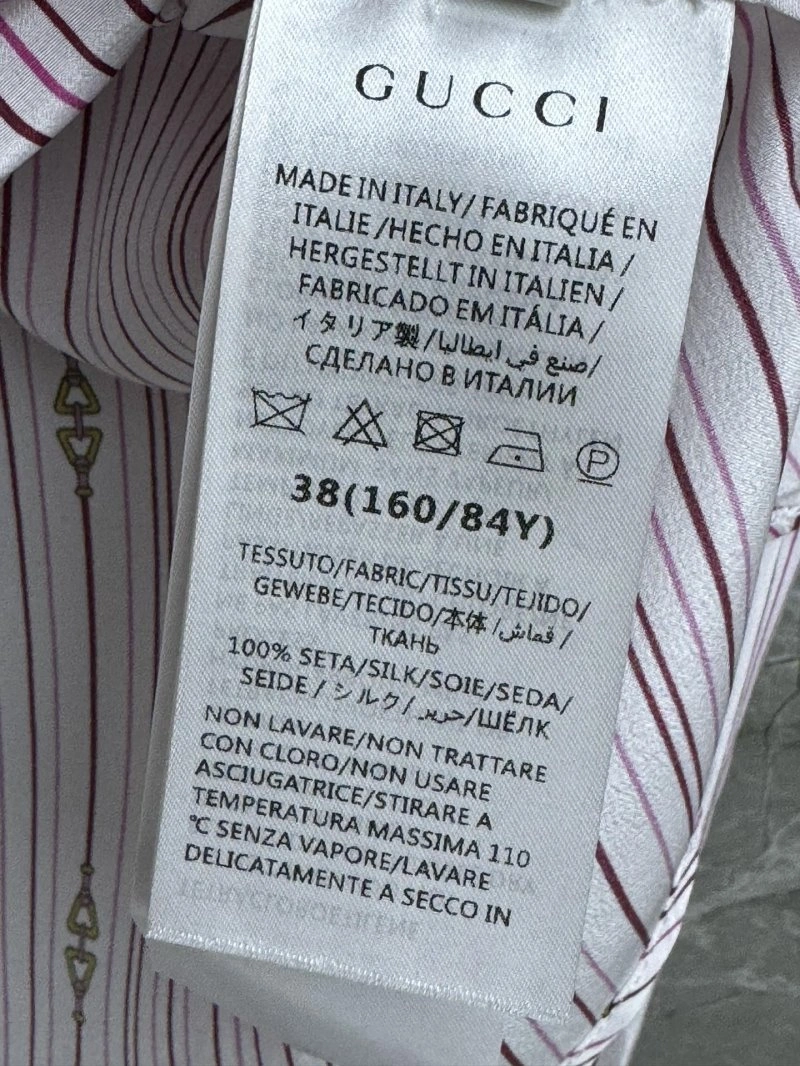 GUCCI
MADE IN ITALY/ FABRIQUÉ EN
ITALIE /HECHO EN ITALIA /
HERGESTELLT IN ITALIEN /
FABRICADO EM ITÁLIA /
イタリア製/صنع في ايطاليا/
СДЕЛАНО В ИТАЛИИ
P
38(160/84Y)
TESSUTO/FABRIC/TISSU/TEJIDO/
GEWEBE/TECIDO/本体/قماش/
ТКАНЬ
100% SETA/SILK/SOIE/SEDA/
SEIDE/シルク/حرير/ШЁЛК
NON LAVARE/NON TRATTARE
CON CLORO/NON USARE
ASCIUGATRICE/STIRARE A
TEMPERATURA MASSIMA 110
℃ SENZA VAPORE/LAVARE
DELICATAMENTE A SECCO IN